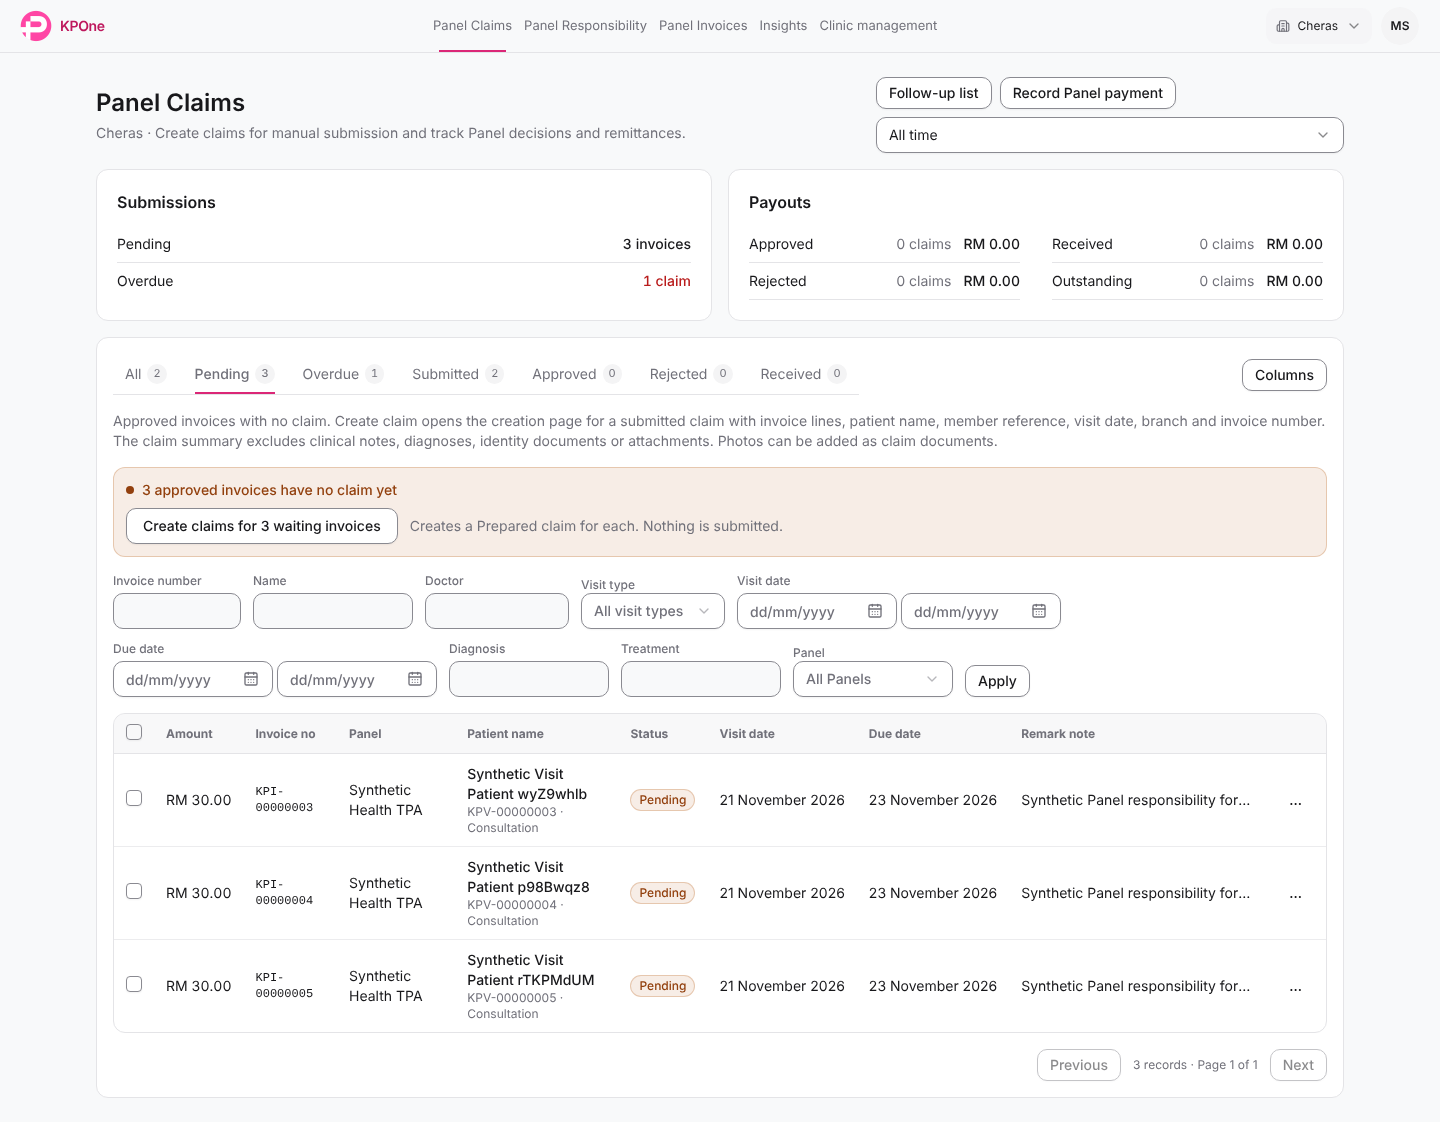 KPOne
Panel Claims
Panel Responsibility
Panel Invoices
Insights
Clinic management
Cheras
MS
Panel Claims
Cheras · Create claims for manual submission and track Panel decisions and remittances.
Follow-up list
Record Panel payment
All time
Submissions
Pending 3 invoices
Overdue 1 claim
Payouts
Approved 0 claims RM 0.00
Received 0 claims RM 0.00
Rejected 0 claims RM 0.00
Outstanding 0 claims RM 0.00
All 2
Pending 3
Overdue 1
Submitted 2
Approved 0
Rejected 0
Received 0
Columns
Approved invoices with no claim. Create claim opens the creation page for a submitted claim with invoice lines, patient name, member reference, visit date, branch and invoice number.
The claim summary excludes clinical notes, diagnoses, identity documents or attachments. Photos can be added as claim documents.
3 approved invoices have no claim yet
Create claims for 3 waiting invoices
Creates a Prepared claim for each. Nothing is submitted.
Invoice number
Name
Doctor
Visit type
All visit types
Visit date
dd/mm/yyyy
dd/mm/yyyy
Due date
dd/mm/yyyy
dd/mm/yyyy
Diagnosis
Treatment
Panel
All Panels
Apply
Amount Invoice no Panel Patient name Status Visit date Due date Remark note
RM 30.00
KPI-
00000003
Synthetic
Health TPA
Synthetic Visit
Patient wyZ9whlb
KPV-00000003 ·
Consultation
Pending
21 November 2026
23 November 2026
Synthetic Panel responsibility for...
...
RM 30.00
KPI-
00000004
Synthetic
Health TPA
Synthetic Visit
Patient p98Bwqz8
KPV-00000004 ·
Consultation
Pending
21 November 2026
23 November 2026
Synthetic Panel responsibility for...
...
RM 30.00
KPI-
00000005
Synthetic
Health TPA
Synthetic Visit
Patient rTKPMdUM
KPV-00000005 ·
Consultation
Pending
21 November 2026
23 November 2026
Synthetic Panel responsibility for...
...
Previous
3 records · Page 1 of 1
Next